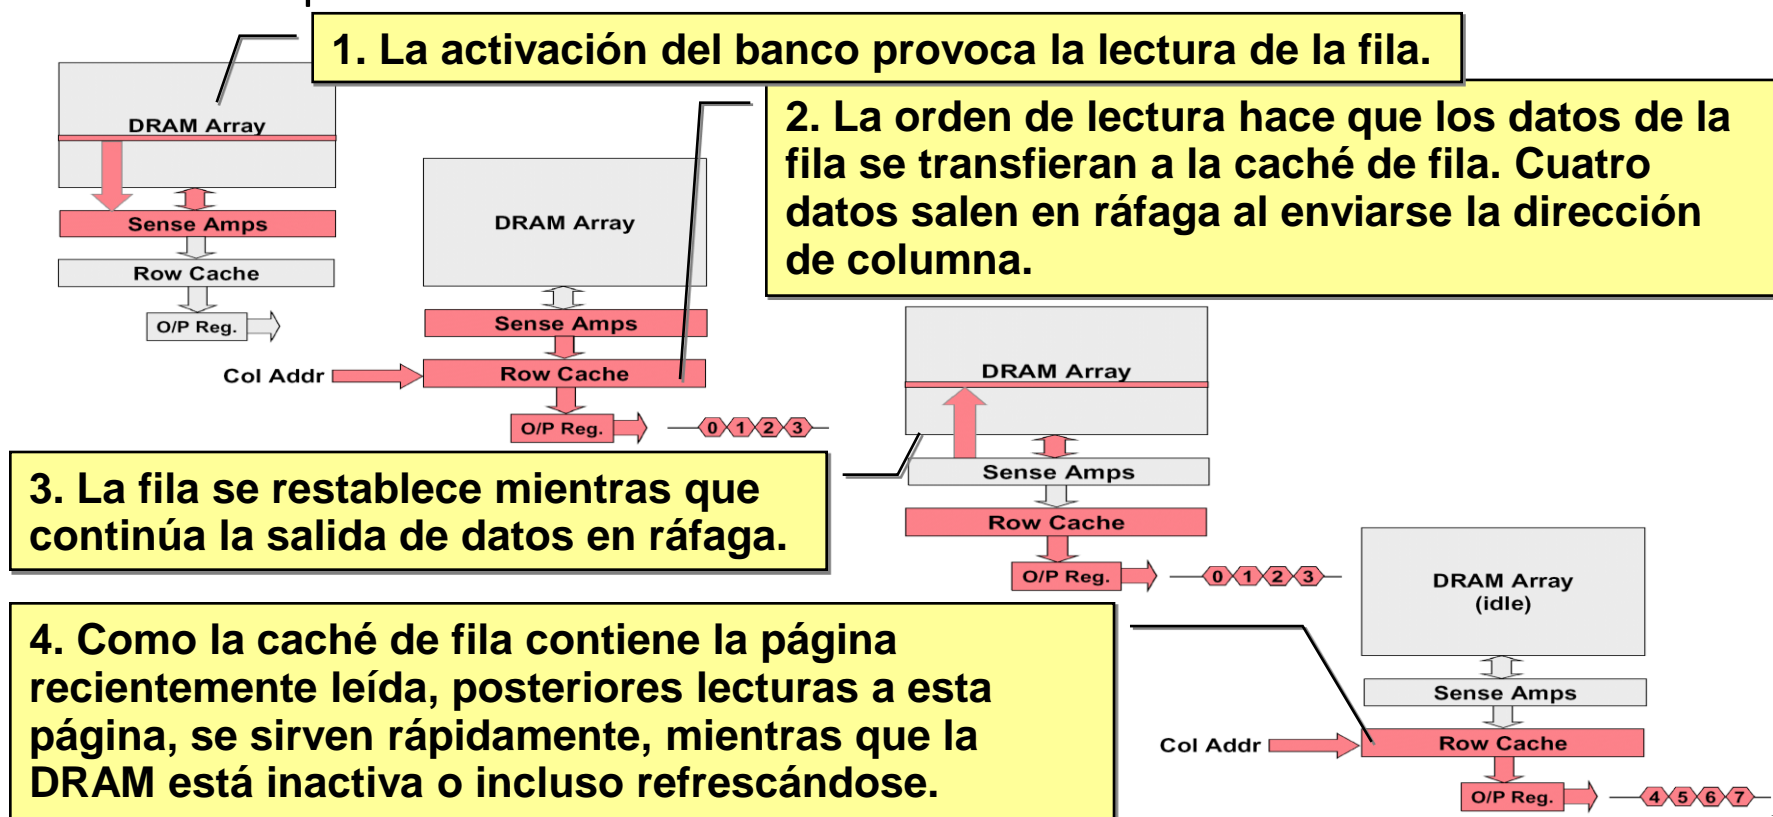 1. La activación del banco provoca la lectura de la fila.
DRAM Array
Sense Amps
Row Cache
O/P Reg.
2. La orden de lectura hace que los datos de la
fila se transfieran a la caché de fila. Cuatro
datos salen en ráfaga al enviarse la dirección
de columna.
DRAM Array
Sense Amps
Col Addr
Row Cache
O/P Reg.
0 1 2 3
3. La fila se restablece mientras que
continúa la salida de datos en ráfaga.
DRAM Array
Sense Amps
Row Cache
O/P Reg.
0 1 2 3
4. Como la caché de fila contiene la página
recientemente leída, posteriores lecturas a esta
página, se sirven rápidamente, mientras que la
DRAM está inactiva o incluso refrescándose.
DRAM Array
(idle)
Sense Amps
Col Addr
Row Cache
O/P Reg.
4 5 6 7